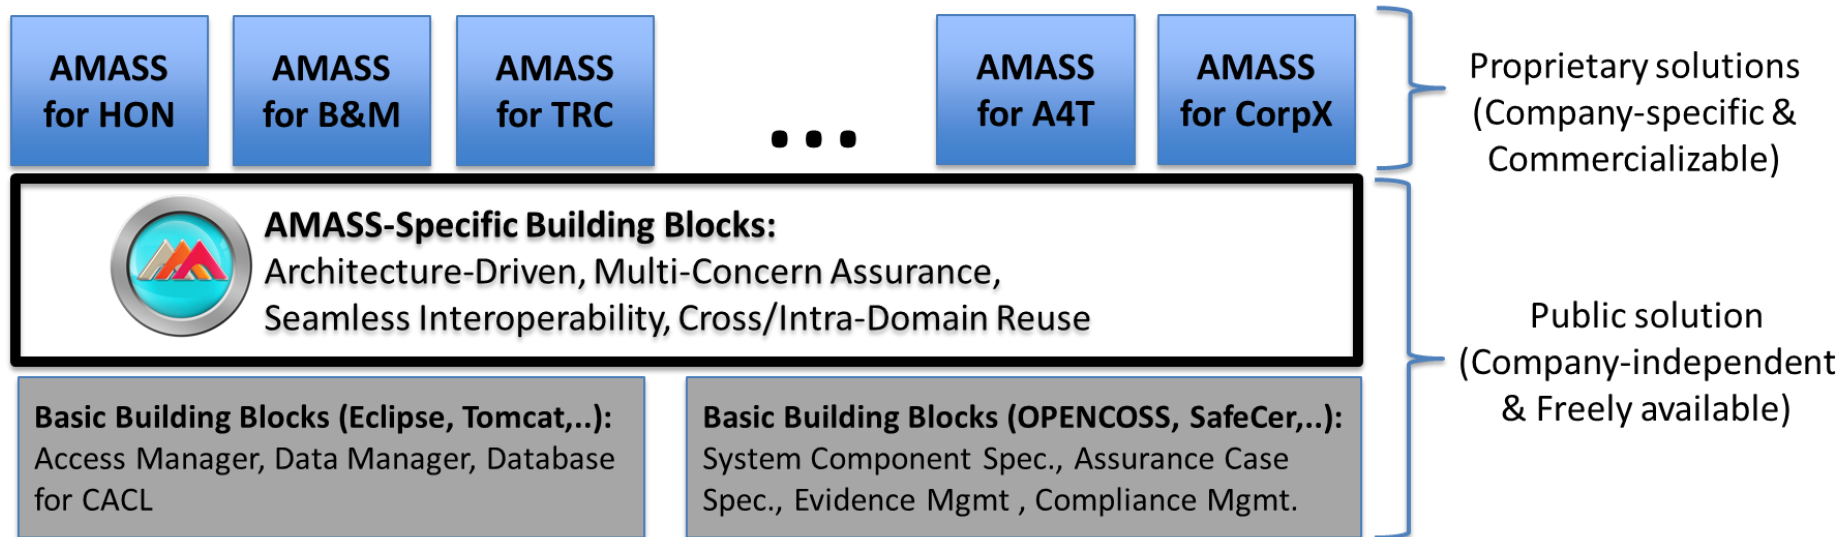 AMASS
for HON
AMASS
for B&M
AMASS
for TRC
...
AMASS
for A4T
AMASS
for CorpX
Proprietary solutions
(Company-specific &
Commercializable)
AMASS-Specific Building Blocks:
Architecture-Driven, Multi-Concern Assurance,
Seamless Interoperability, Cross/Intra-Domain Reuse
Public solution
(Company-independent
& Freely available)
Basic Building Blocks (Eclipse, Tomcat,..):
Access Manager, Data Manager, Database
for CACL
Basic Building Blocks (OPENCOSS, SafeCer,..):
System Component Spec., Assurance Case
Spec., Evidence Mgmt , Compliance Mgmt.